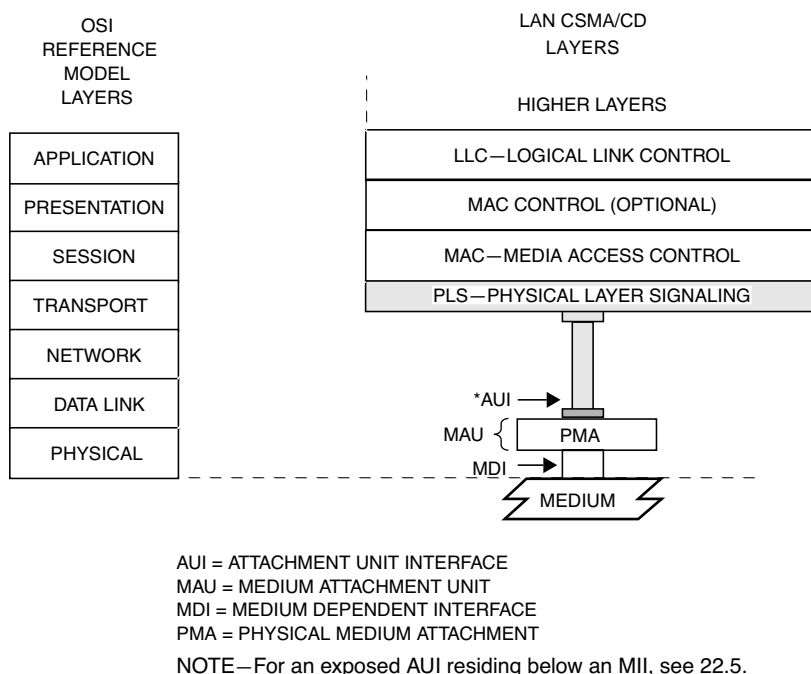 OSI
REFERENCE
MODEL
LAYERS
APPLICATION
PRESENTATION
SESSION
TRANSPORT
NETWORK
DATA LINK
PHYSICAL
LAN CSMA/CD
LAYERS
HIGHER LAYERS
LLC—LOGICAL LINK CONTROL
MAC CONTROL (OPTIONAL)
MAC—MEDIA ACCESS CONTROL
PLS—PHYSICAL LAYER SIGNALING
*AUI
MAU
PMA
MDI
MEDIUM
AUI = ATTACHMENT UNIT INTERFACE
MAU = MEDIUM ATTACHMENT UNIT
MDI = MEDIUM DEPENDENT INTERFACE
PMA = PHYSICAL MEDIUM ATTACHMENT
NOTE—For an exposed AUI residing below an MII, see 22.5.